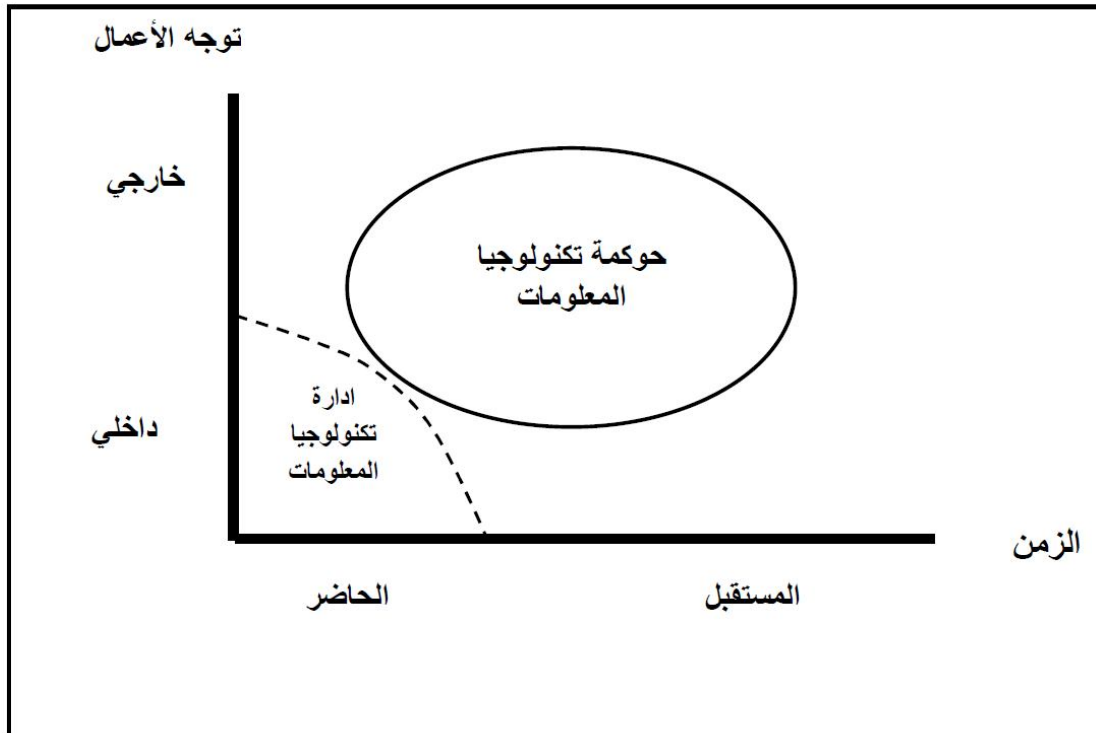 توجه الأعمال
خارجي
حوكمة تكنولوجيا
المعلومات
ادارة
تكنولوجيا
المعلومات
داخلي
الزمن
الحاضر
المستقبل